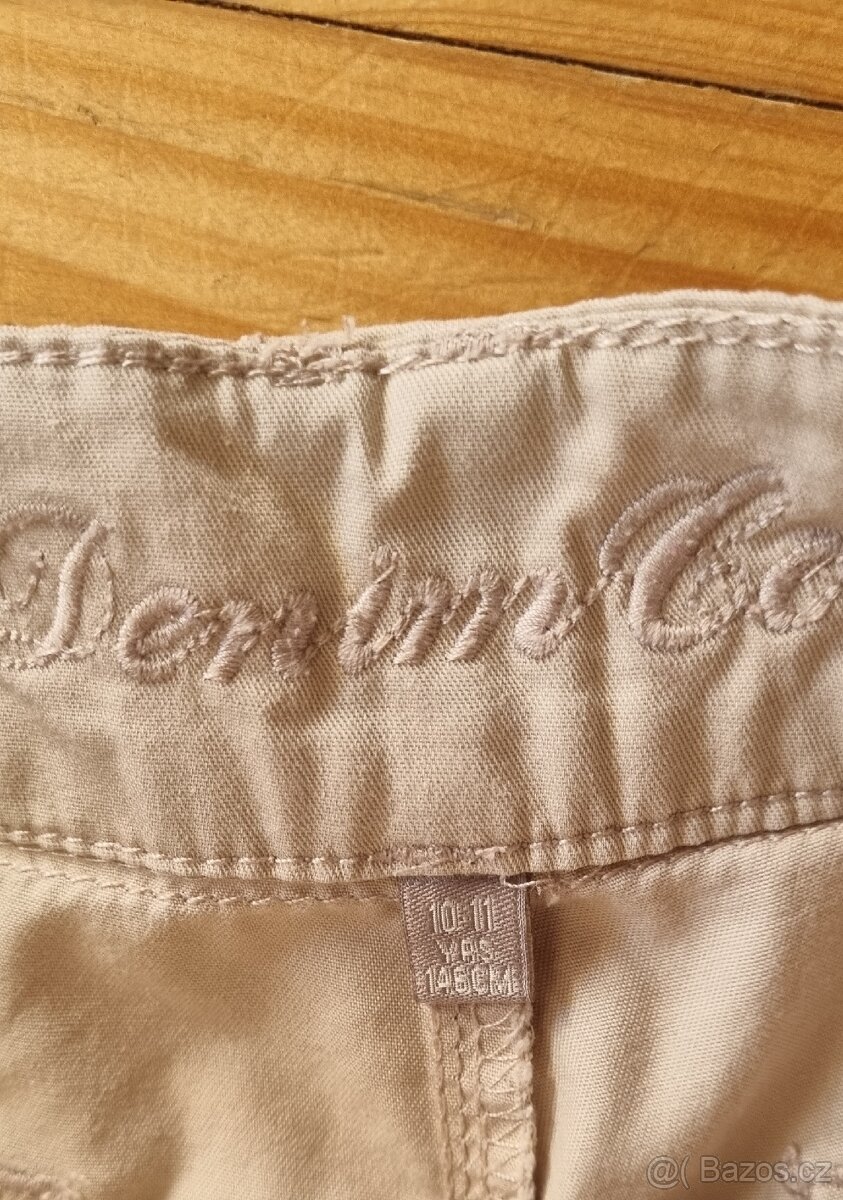 Denim Co
10-11
YRS
146CM
@( Bazos.cz